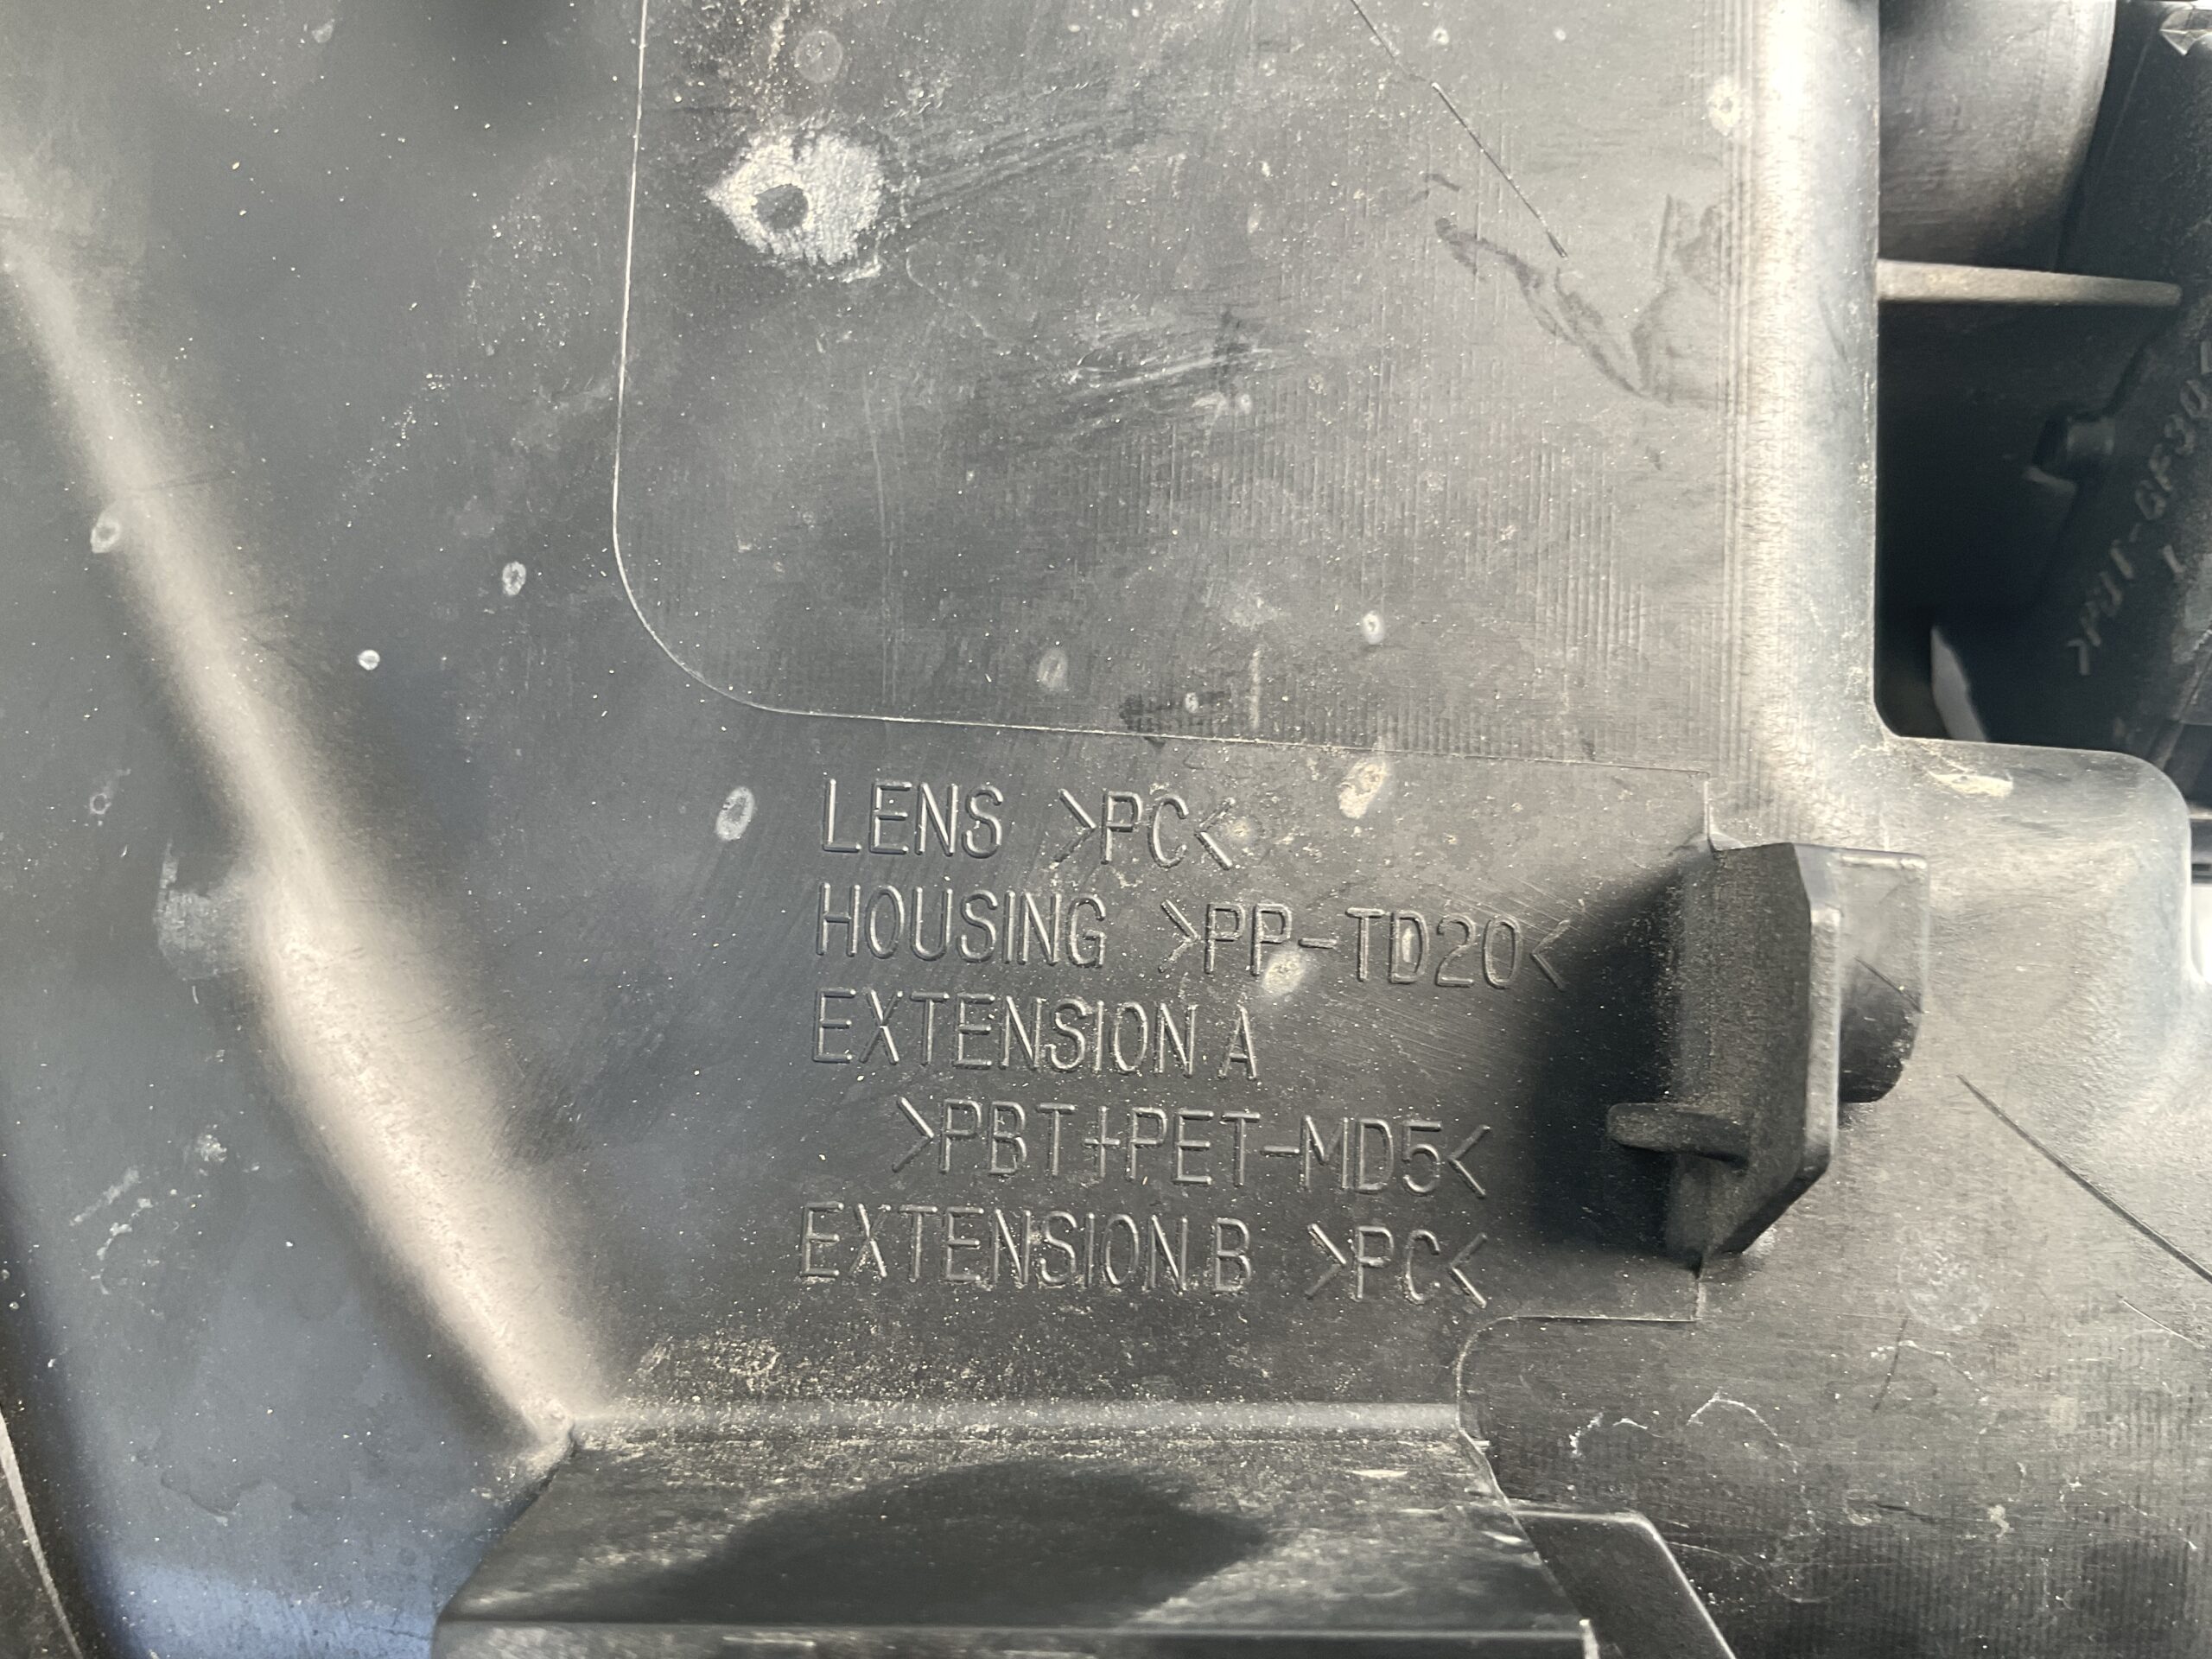 LENS >PC<
HOUSING >PP-TD20<
EXTENSION A
>PBT+PET-MD5<
EXTENSION B >PC<